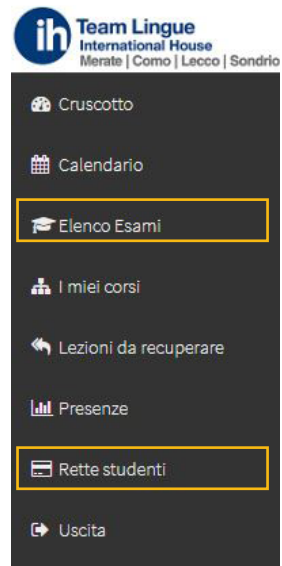 ih
Team Lingue
International House
Merate | Como | Lecco | Sondrio
Cruscotto
Calendario
Elenco Esami
I miei corsi
Lezioni da recuperare
Presenze
Rette studenti
Uscita